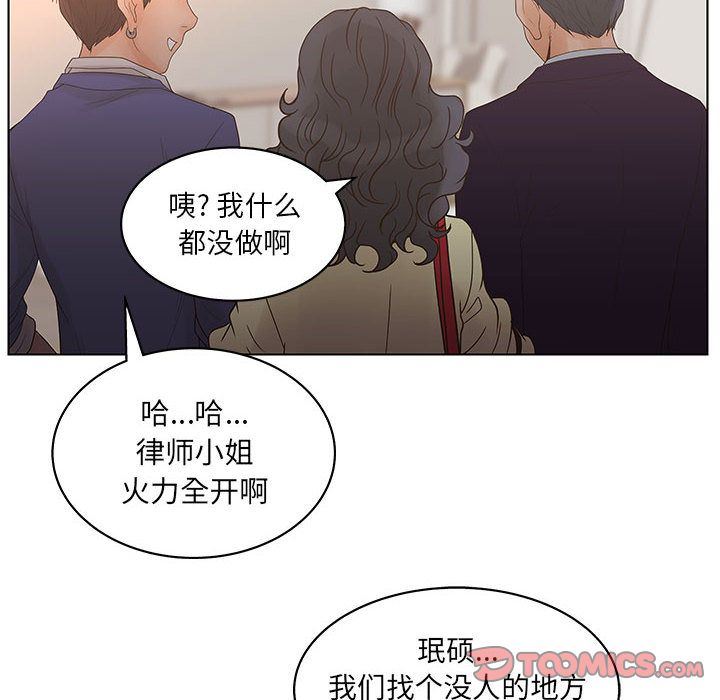 咦? 我什么
都没做啊
哈...哈...
律师小姐
火力全开啊
珉硕...
我们找个没人的地方
TOOMICS.COM